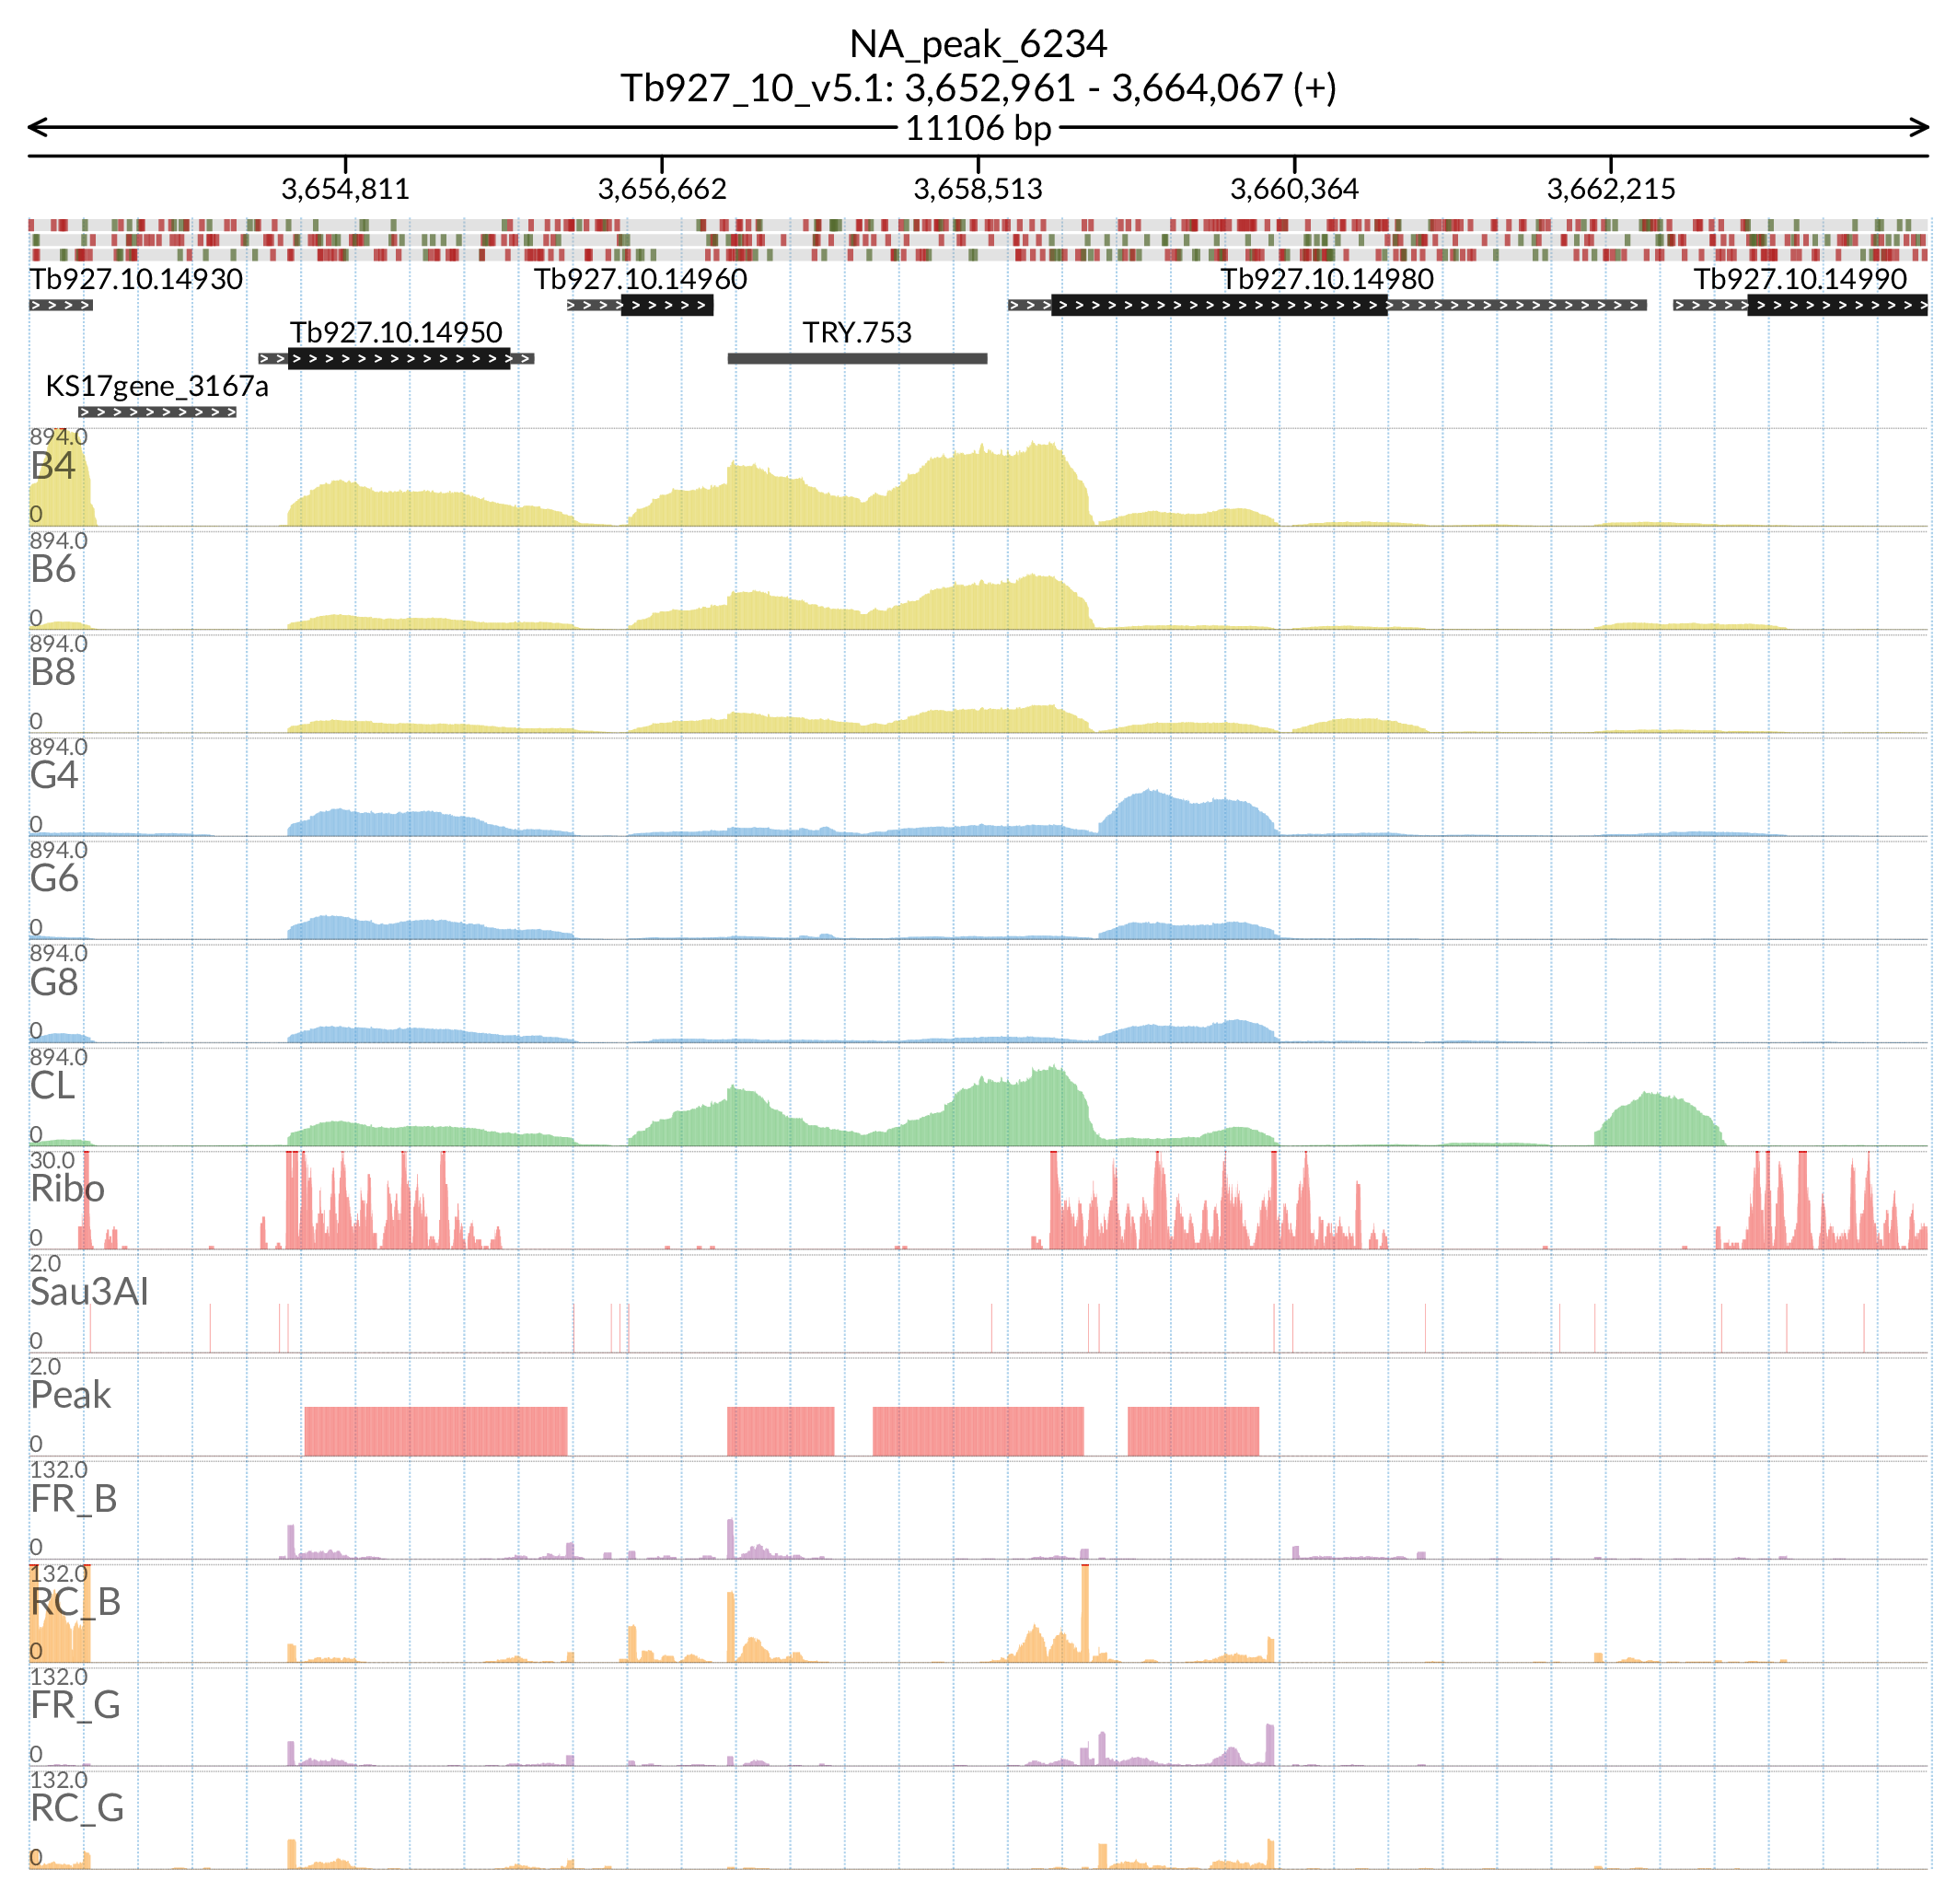 NA_peak_6234
Tb927_10_v5.1: 3,652,961 - 3,664,067 (+)
11106 bp
3,654,811 3,656,662 3,658,513 3,660,364 3,662,215
Tb927.10.14930 Tb927.10.14960 Tb927.10.14980 Tb927.10.14990
Tb927.10.14950 TRY.753
KS17gene_3167a
894.0
B4
0
894.0
B6
0
894.0
B8
0
894.0
G4
0
894.0
G6
0
894.0
G8
0
894.0
CL
0
30.0
Ribo
0
2.0
Sau3AI
0
2.0
Peak
0
132.0
FR_B
0
132.0
RC_B
0
132.0
FR_G
0
132.0
RC_G
0